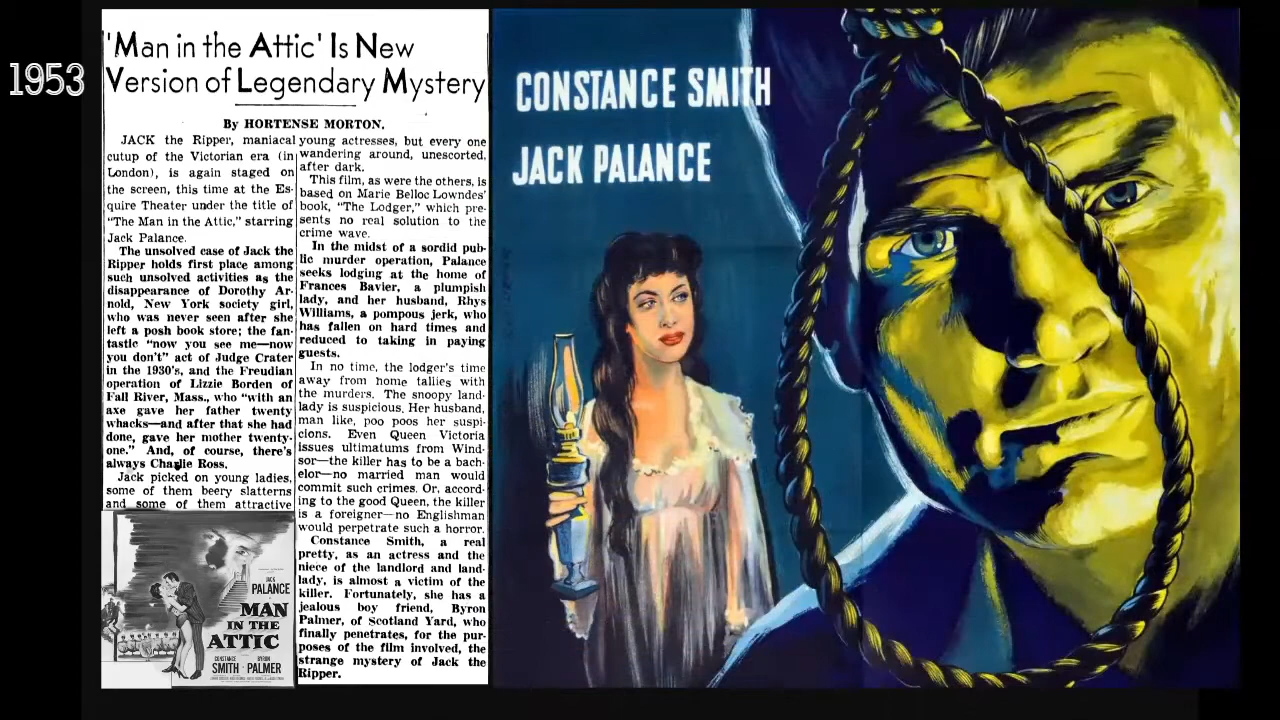 1953
'Man in the Attic' Is New
Version of Legendary Mystery
By HORTENSE MORTON.
JACK the Ripper, maniacal
cutup of the Victorian era (in
London), is again staged on
the screen, this time at the Es-
quire Theater under the title of
"The Man in the Attic," starring
Jack Palance.
The unsolved case of Jack the
Ripper holds first place among
such unsolved activities as the
disappearance of Dorothy Ar-
nold, New York society girl,
who was never seen after she
left a posh book store; the fan-
tastic "now you see me—now
you don't" act of Judge Crater
in the 1930's, and the Freudian
operation of Lizzie Borden of
Fall River, Mass., who "with an
axe gave her father twenty
whacks—and after that she had
done, gave her mother twenty-
one." And, of course, there's
always Charlie Ross.
Jack picked on young ladies,
some of them beery slatterns
and some of them attractive
young actresses, but every one
wandering around, unescorted,
after dark.
This film, as were the others, is
based on Marie Belloc Lowndes'
book, "The Lodger," which pre-
sents no real solution to the
crime wave.
In the midst of a sordid pub-
lic murder operation, Palance
seeks lodging at the home of
Frances Bavier, a plumpish
lady, and her husband, Rhys
Williams, a pompous jerk, who
has fallen on hard times and
reduced to taking in paying
guests.
In no time, the lodger's time
away from home tallies with
the murders. The snoopy land-
lady is suspicious. Her husband,
man like, poo poos her suspi-
cions. Even Queen Victoria
issues ultimatums from Wind-
sor—the killer has to be a bach-
elor—no married man would
commit such crimes. Or, accord-
ing to the good Queen, the killer
is a foreigner—no Englishman
would perpetrate such a horror.
Constance Smith, a real
pretty, as an actress and the
niece of the landlord and land-
lady, is almost a victim of the
killer. Fortunately, she has a
jealous boy friend, Byron
Palmer, of Scotland Yard, who
finally penetrates, for the pur-
poses of the film involved, the
strange mystery of Jack the
Ripper.
JACK
PALANCE
MAN
IN THE
ATTIC
CONSTANCE
SMITH
BYRON
PALMER
CONSTANCE SMITH
JACK PALANCE